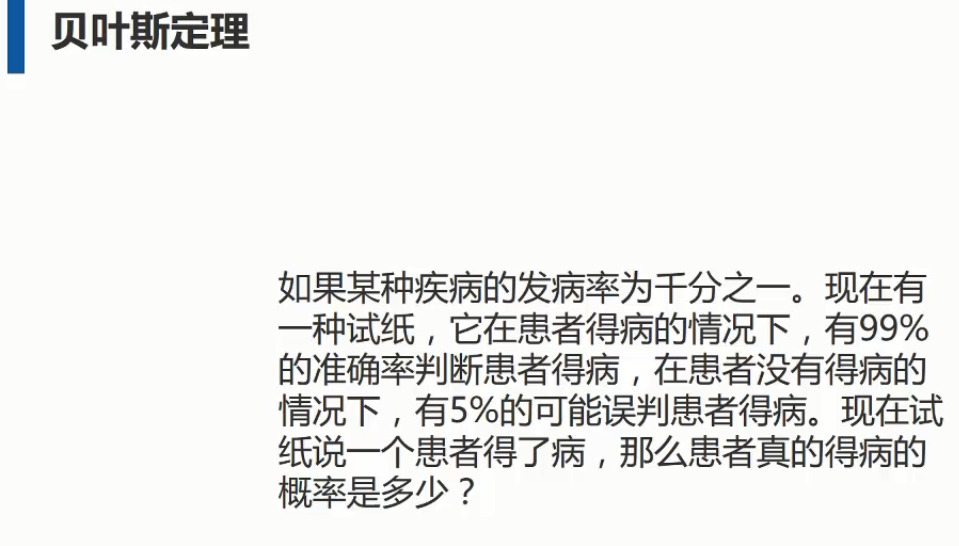 贝叶斯定理
如果某种疾病的发病率为千分之一。现在有
一种试纸，它在患者得病的情况下，有99%
的准确率判断患者得病，在患者没有得病的
情况下，有5%的可能误判患者得病。现在试
纸说一个患者得了病，那么患者真的得病的
概率是多少？